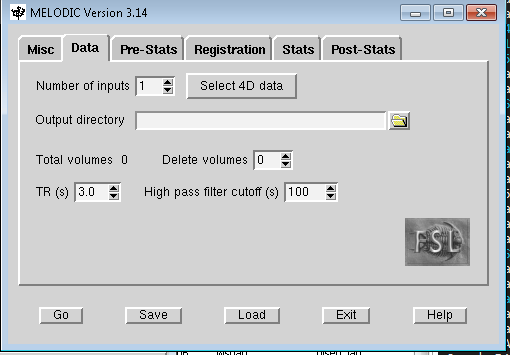 MELODIC Version 3.14
Misc Data Pre-Stats Registration Stats Post-Stats
Number of inputs 1 Select 4D data
Output directory
Total volumes 0 Delete volumes 0
TR (s) 3.0 High pass filter cutoff (s) 100
FSL
Go Save Load Exit Help